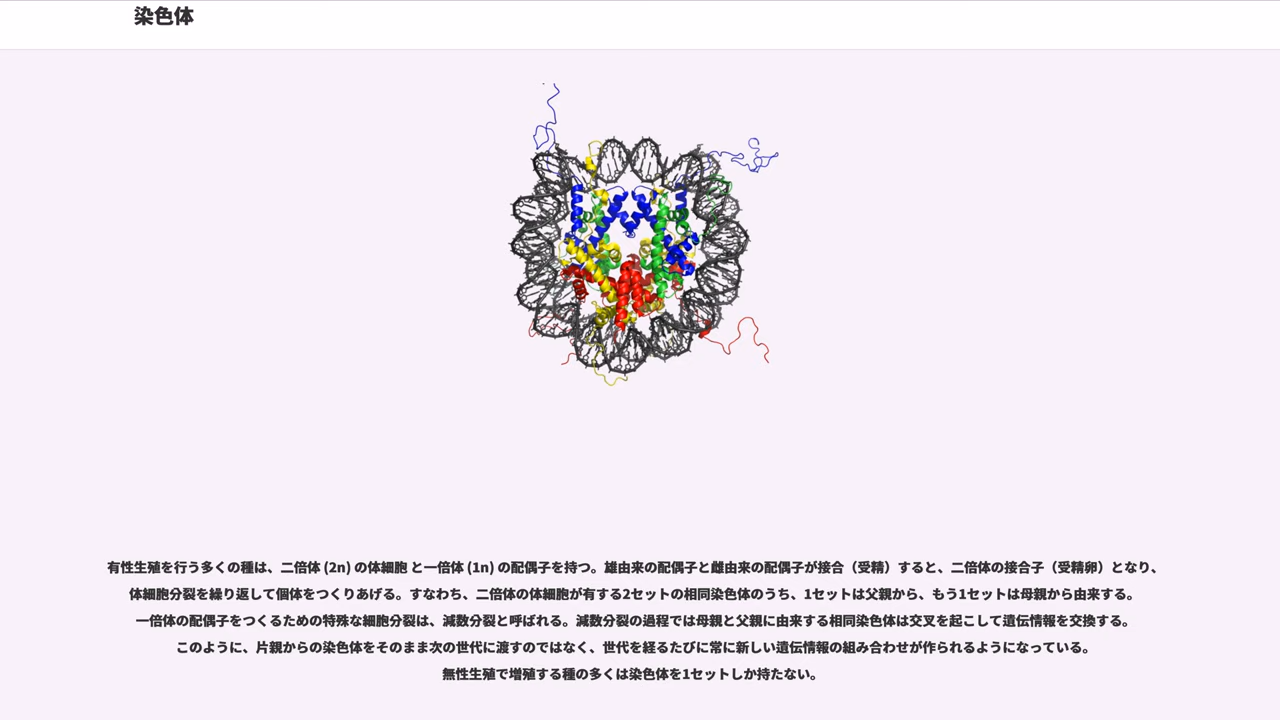 染色体
有性生殖を行う多くの種は、二倍体 (2n) の体細胞 と一倍体 (1n) の配偶子を持つ。雄由来の配偶子と雌由来の配偶子が接合（受精）すると、二倍体の接合子（受精卵）となり、
体細胞分裂を繰り返して個体をつくりあげる。すなわち、二倍体の体細胞が有する2セットの相同染色体のうち、1セットは父親から、もう1セットは母親から由来する。
一倍体の配偶子をつくるための特殊な細胞分裂は、減数分裂と呼ばれる。減数分裂の過程では母親と父親に由来する相同染色体は交叉を起こして遺伝情報を交換する。
このように、片親からの染色体をそのまま次の世代に渡すのではなく、世代を経るたびに常に新しい遺伝情報の組み合わせが作られるようになっている。
無性生殖で増殖する種の多くは染色体を1セットしか持たない。